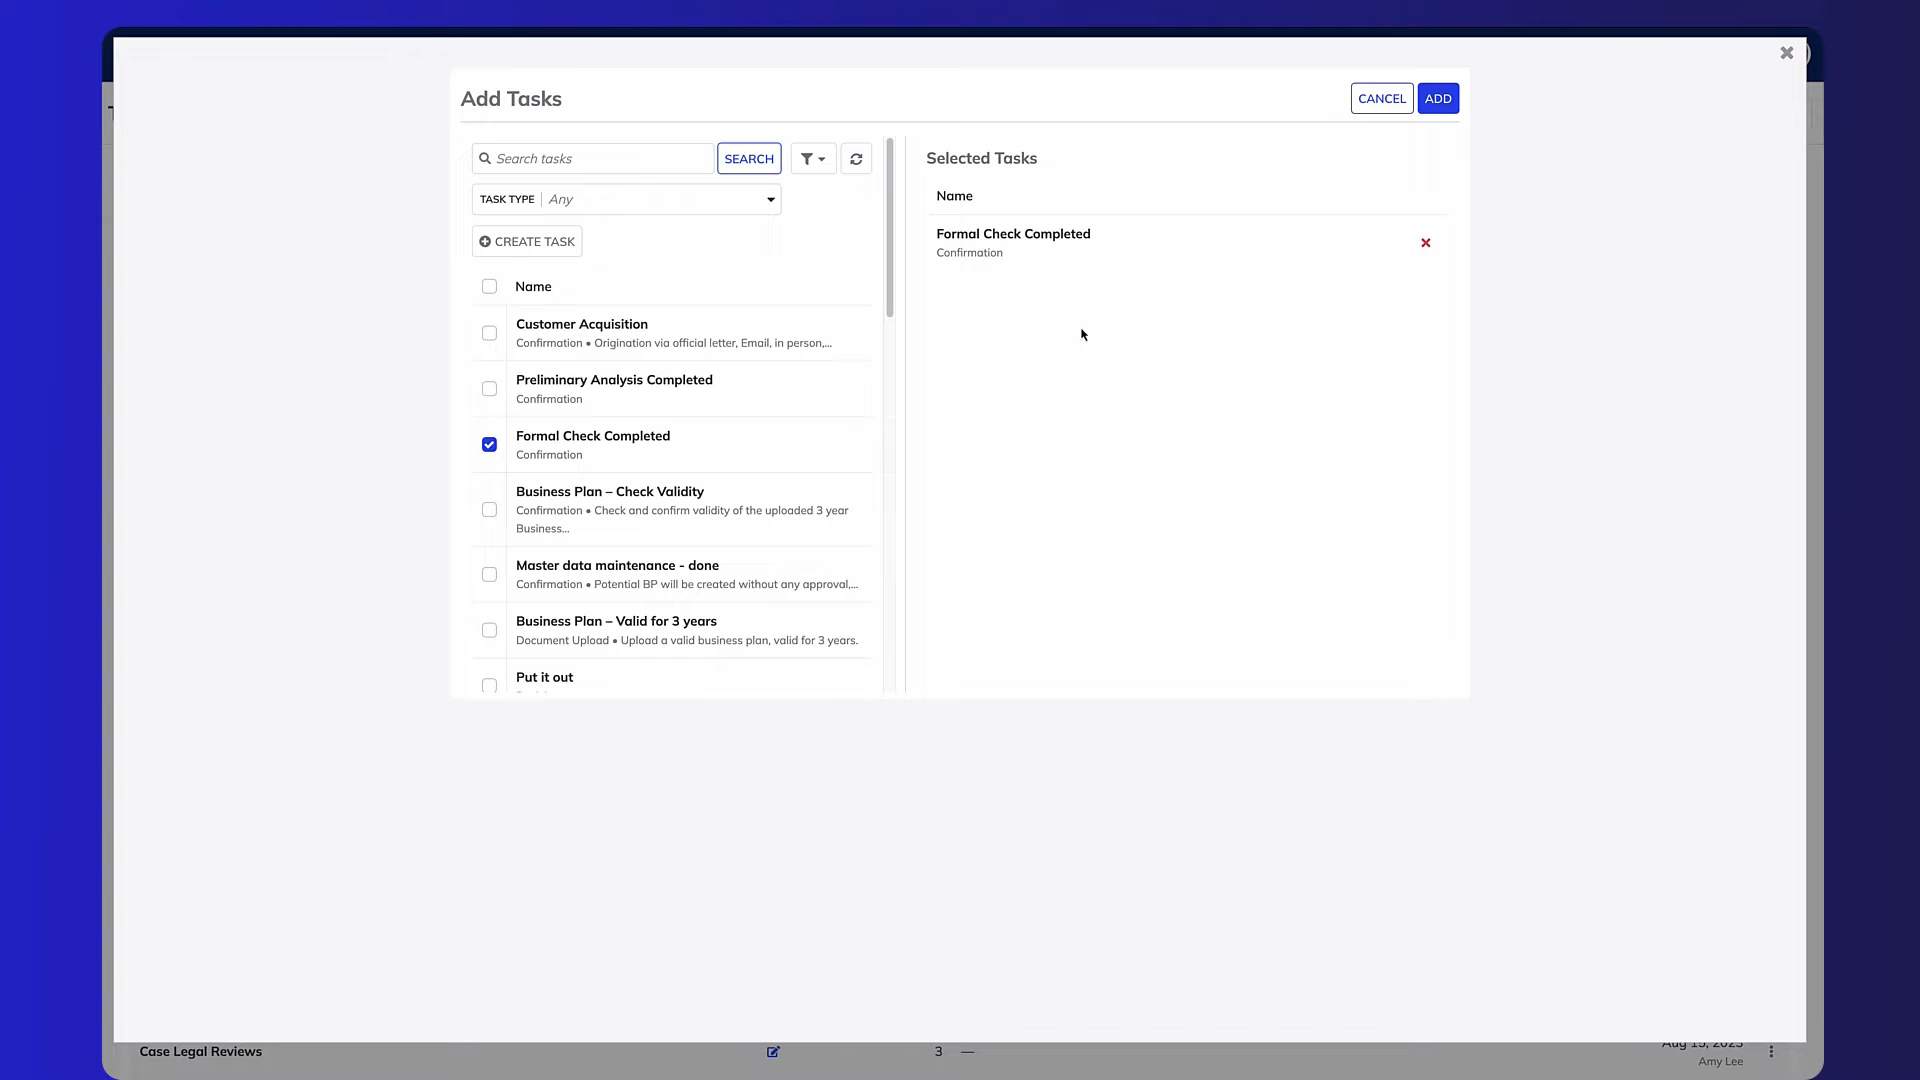 Add Tasks
CANCEL
ADD
Search tasks
SEARCH
TASK TYPE
Any
CREATE TASK
Name
Customer Acquisition
Confirmation • Origination via official letter, Email, in person,...
Preliminary Analysis Completed
Confirmation
Formal Check Completed
Confirmation
Business Plan – Check Validity
Confirmation • Check and confirm validity of the uploaded 3 year
Business...
Master data maintenance - done
Confirmation • Potential BP will be created without any approval,...
Business Plan – Valid for 3 years
Document Upload • Upload a valid business plan, valid for 3 years.
Put it out
Selected Tasks
Name
Formal Check Completed
Confirmation
Case Legal Reviews
3
—
Aug 15, 2023
Amy Lee